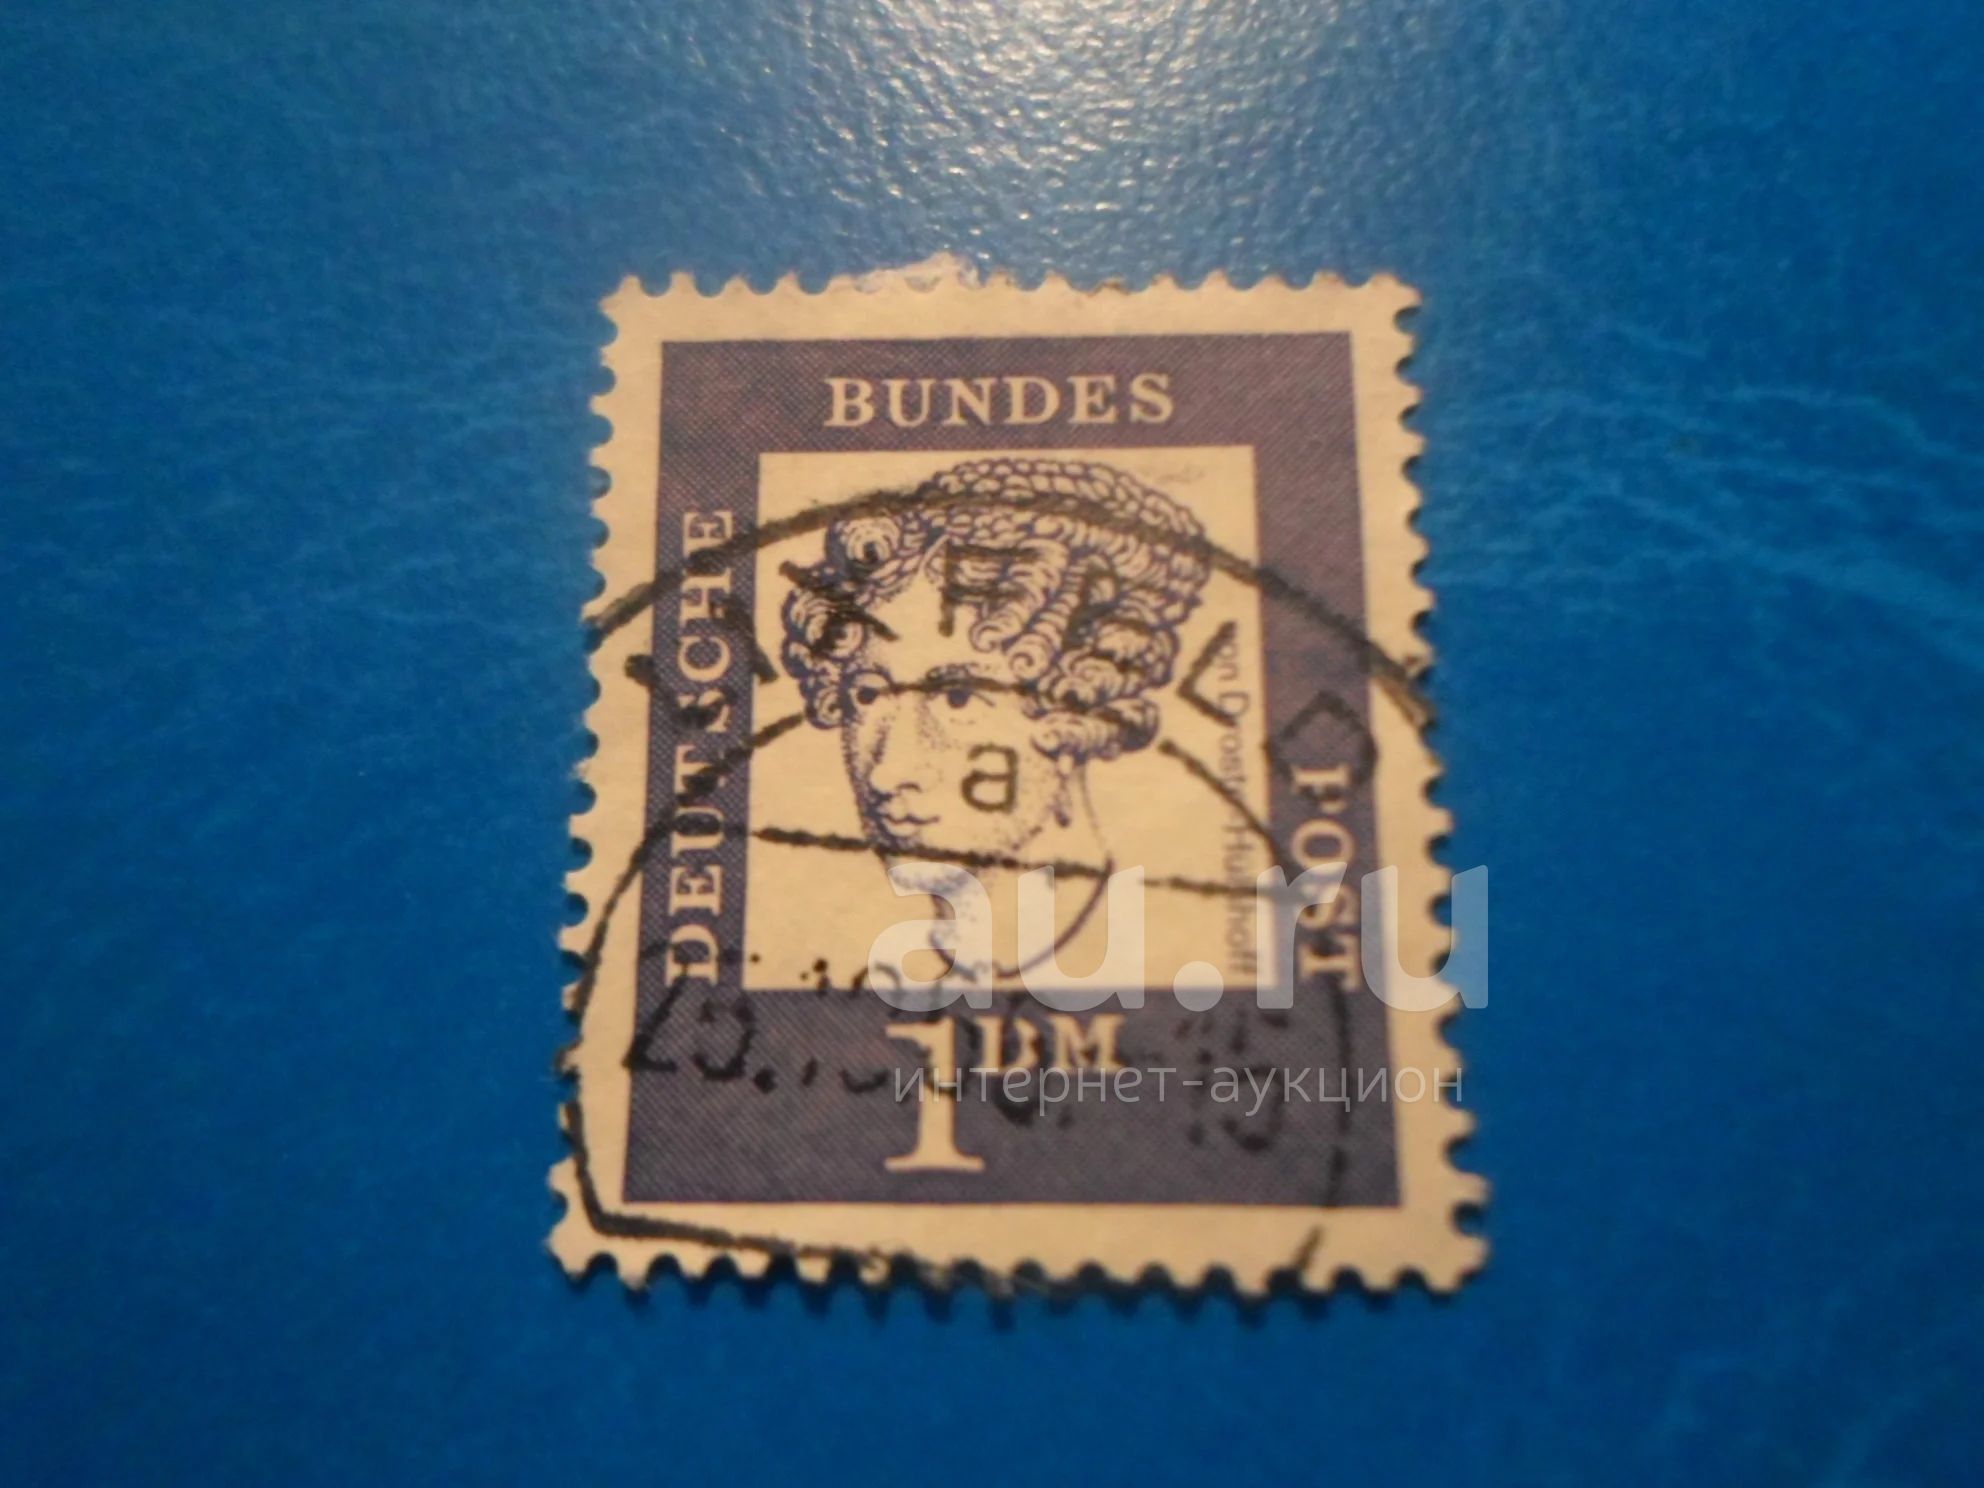 BUNDES
DEUTSCHE
POST
von Droste-Hülshoff
a
1 DM
au.ru
интернет-аукцион